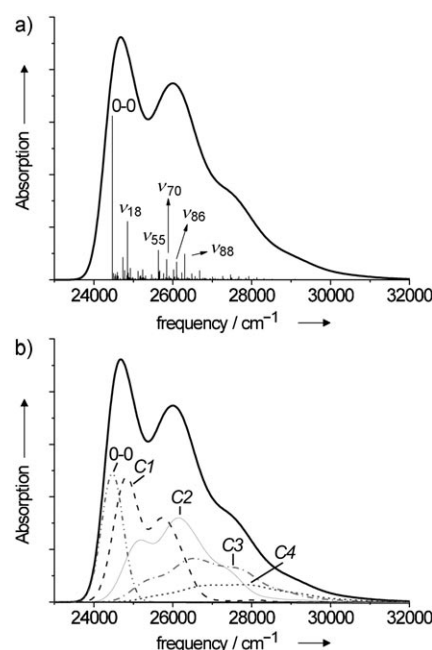 a)
Absorption ⟶
0-0
ν18
ν55
ν70
ν86
ν88
24000 26000 28000 30000 32000
frequency / cm⁻¹ ⟶
b)
Absorption ⟶
0-0
C1
C2
C3
C4
24000 26000 28000 30000 32000
frequency / cm⁻¹ ⟶